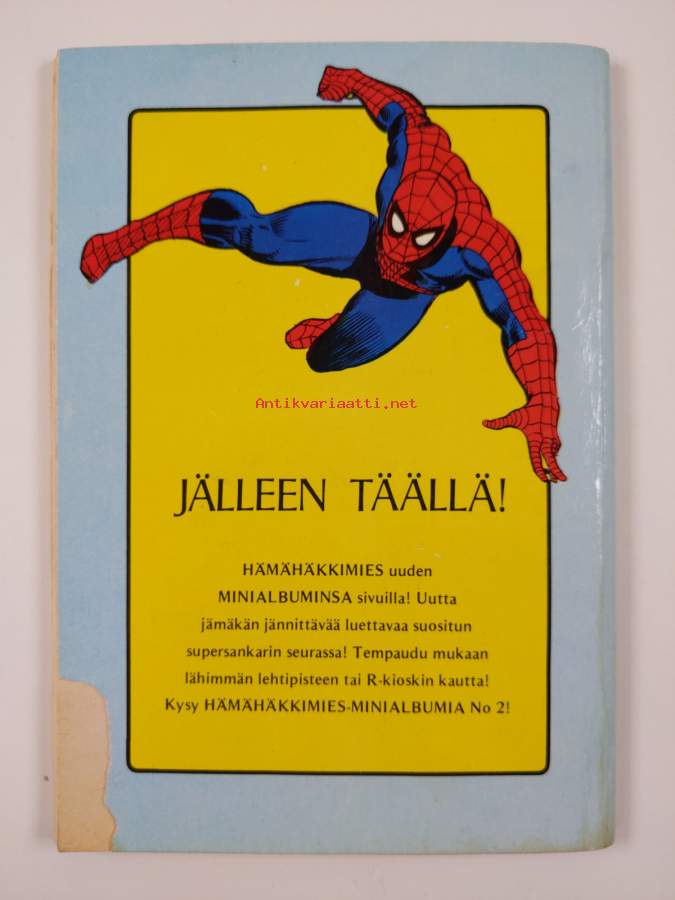 Antikvariaatti.net
JÄLLEEN TÄÄLLÄ!
HÄMÄHÄKKIMIES uuden
MINIALBUMINSA sivuilla! Uutta
jämäkän jännittävää luettavaa suositun
supersankarin seurassa! Tempaudu mukaan
lähimmän lehtipisteen tai R-kioskin kautta!
Kysy HÄMÄHÄKKIMIES-MINIALBUMIA No 2!